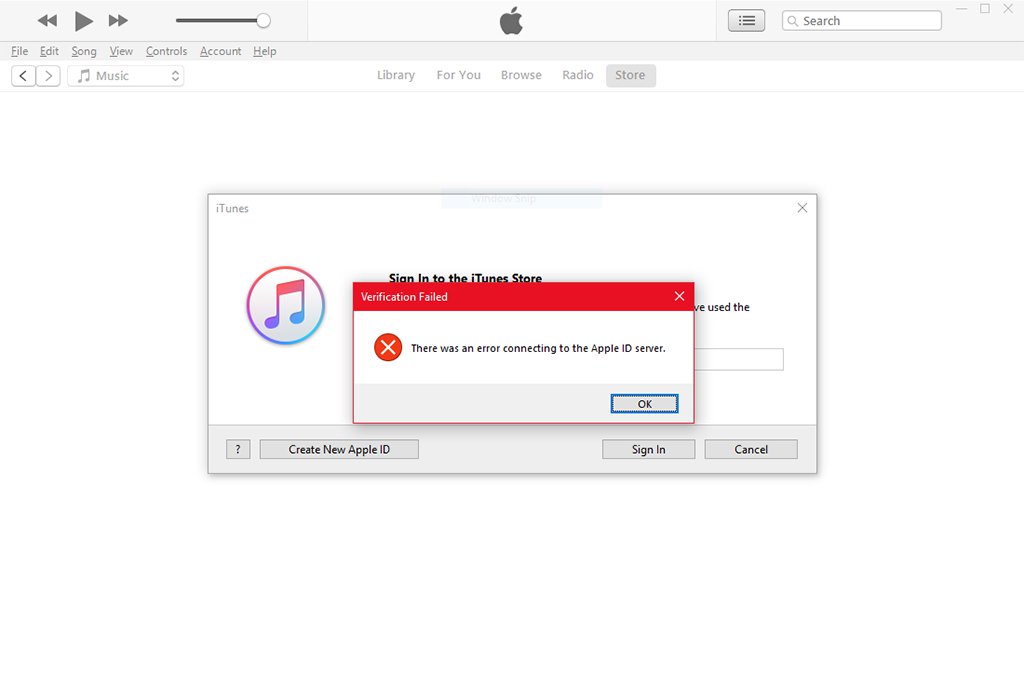 Search
File Edit Song View Controls Account Help
Music Library For You Browse Radio Store
Window Snip
iTunes
Sign In to the iTunes Store
Verification Failed
ve used the
There was an error connecting to the Apple ID server.
OK
? Create New Apple ID Sign In Cancel